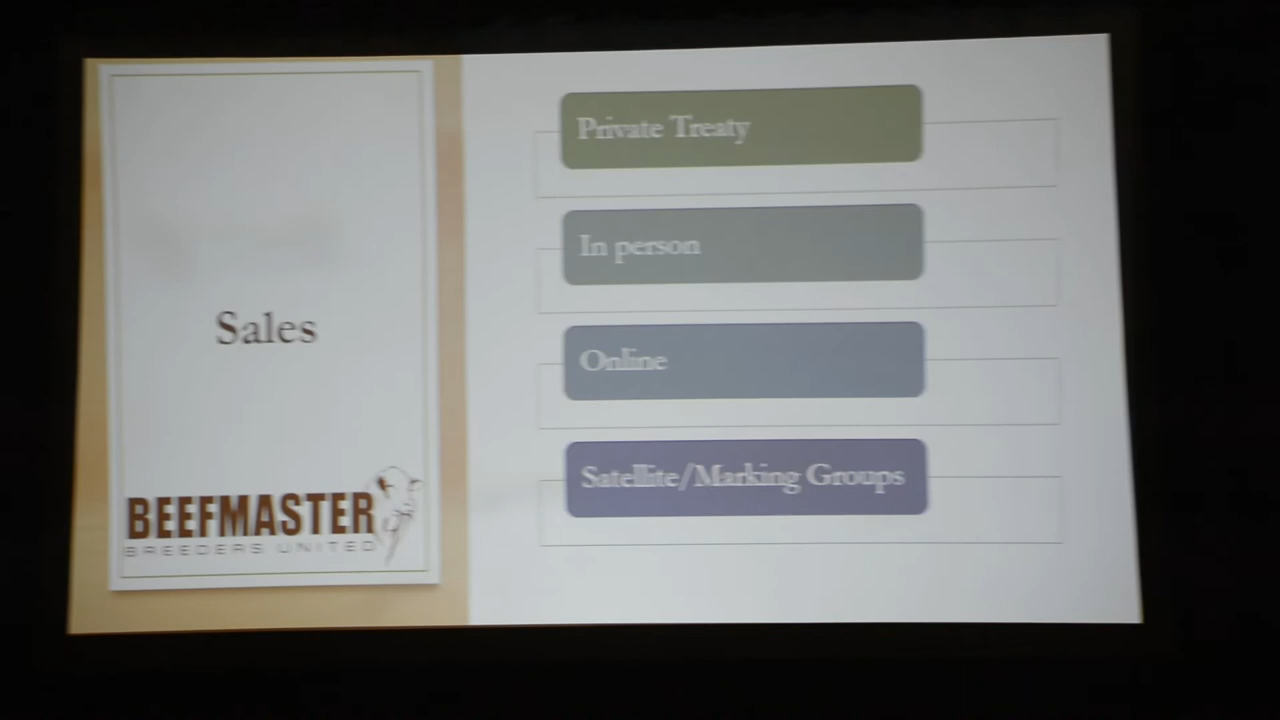 Sales
BEEFMASTER
BREEDERS UNITED
Private Treaty
In person
Online
Satellite/Marking Groups